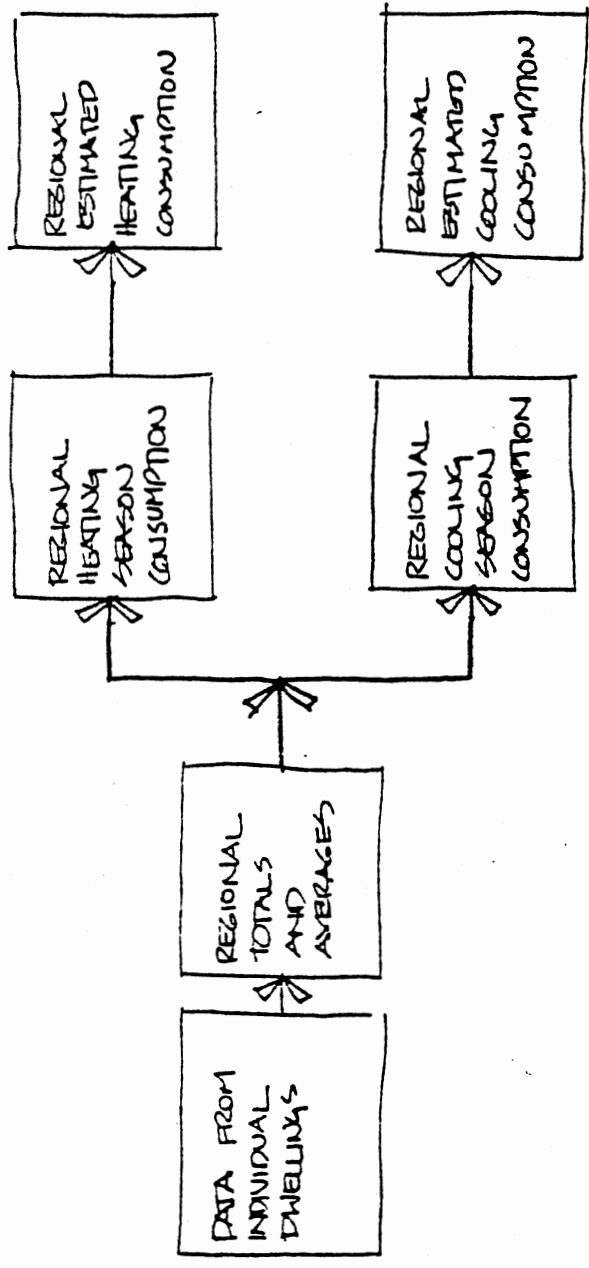 DATA FROM
INDIVIDUAL
DWELLINGS
REGIONAL
TOTALS
AND
AVERAGES
REGIONAL
HEATING
SEASON
CONSUMPTION
REGIONAL
ESTIMATED
HEATING
CONSUMPTION
REGIONAL
COOLING
SEASON
CONSUMPTION
REGIONAL
ESTIMATED
COOLING
CONSUMPTION